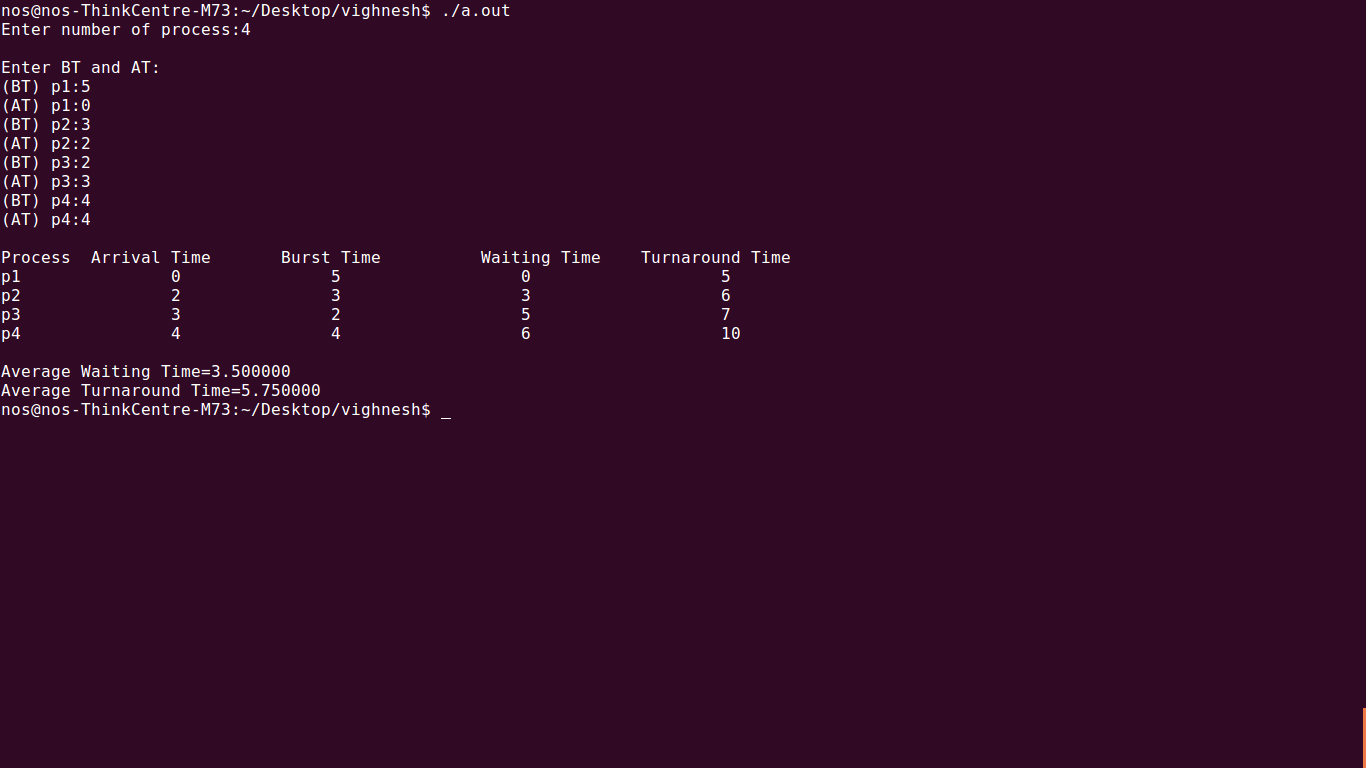 nos@nos-ThinkCentre-M73:~/Desktop/vighnesh$ ./a.out
Enter number of process:4
Enter BT and AT:
(BT) p1:5
(AT) p1:0
(BT) p2:3
(AT) p2:2
(BT) p3:2
(AT) p3:3
(BT) p4:4
(AT) p4:4
Process  Arrival Time       Burst Time          Waiting Time    Turnaround Time
p1               0               5                  0                   5
p2               2               3                  3                   6
p3               3               2                  5                   7
p4               4               4                  6                   10
Average Waiting Time=3.500000
Average Turnaround Time=5.750000
nos@nos-ThinkCentre-M73:~/Desktop/vighnesh$ _